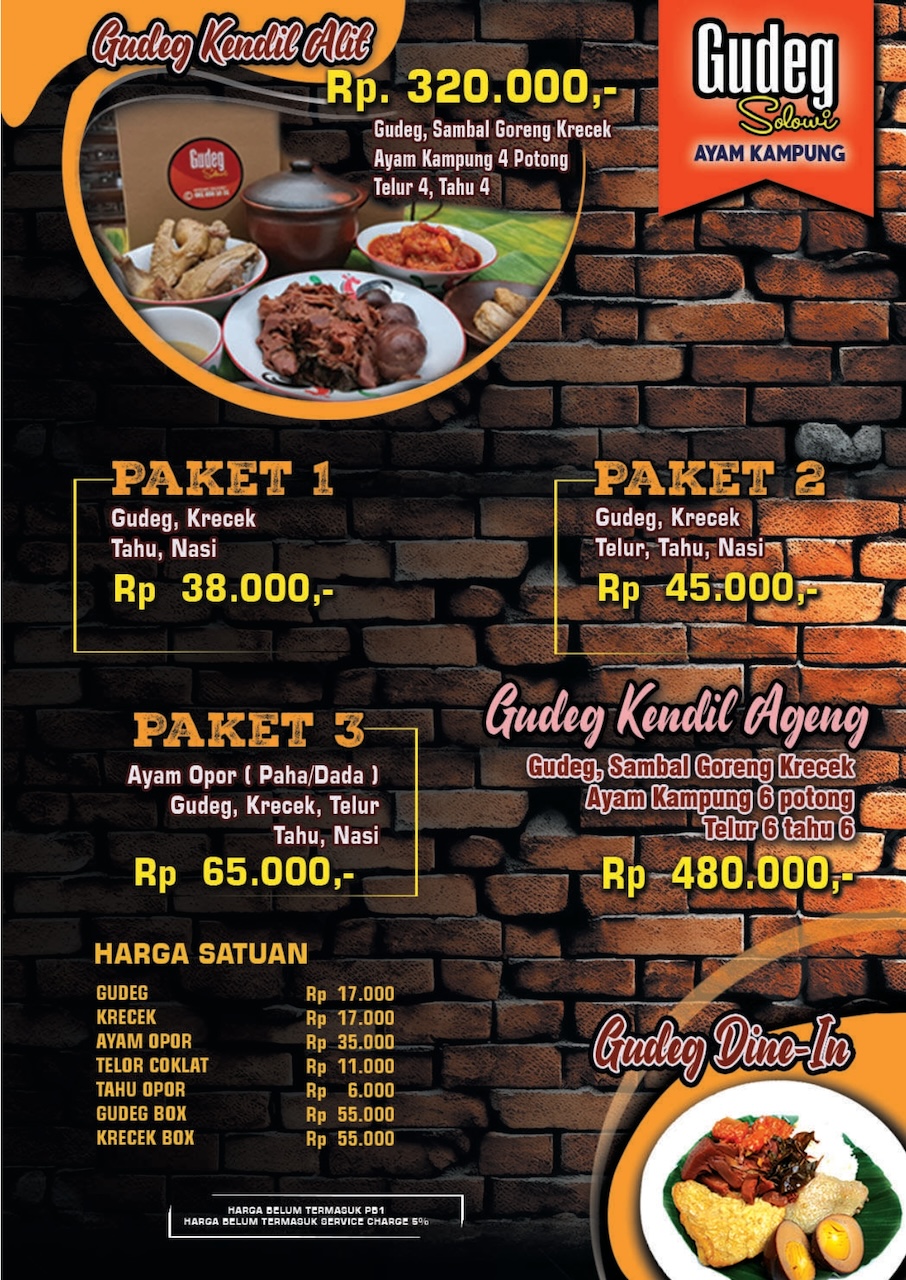 Gudeg Kendil Alit
Rp. 320.000,-
Gudeg, Sambal Goreng Krecek
Ayam Kampung 4 Potong
Telur 4, Tahu 4
Gudeg
Solowi
AYAM KAMPUNG
Gudeg
PAKET 1
Gudeg, Krecek
Tahu, Nasi
Rp 38.000,-
PAKET 2
Gudeg, Krecek
Telur, Tahu, Nasi
Rp 45.000,-
PAKET 3
Ayam Opor ( Paha/Dada )
Gudeg, Krecek, Telur
Tahu, Nasi
Rp 65.000,-
Gudeg Kendil Ageng
Gudeg, Sambal Goreng Krecek
Ayam Kampung 6 potong
Telur 6 tahu 6
Rp 480.000,-
HARGA SATUAN
GUDEG Rp 17.000
KRECEK Rp 17.000
AYAM OPOR Rp 35.000
TELOR COKLAT Rp 11.000
TAHU OPOR Rp 6.000
GUDEG BOX Rp 55.000
KRECEK BOX Rp 55.000
Gudeg Dine-In
HARGA BELUM TERMASUK PB1
HARGA BELUM TERMASUK SERVICE CHARGE 5%